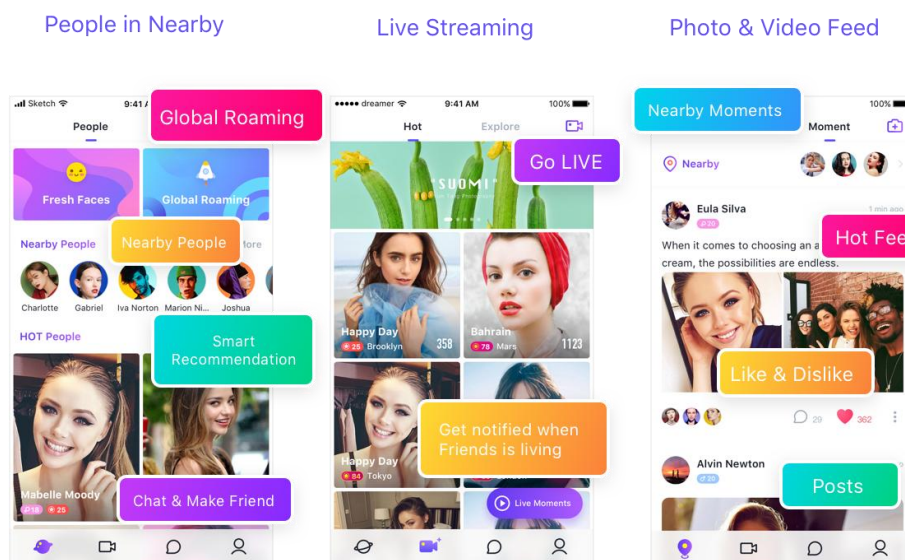 People in Nearby
Live Streaming
Photo & Video Feed
Sketch
9:41 A
Global Roaming
People
Fresh Faces
Global Roaming
Nearby People
Nearby People
Charlotte
Gabriel
Iva Norton
Marion Ni...
Joshua
HOT People
Smart
Recommendation
Mabelle Moody
18
25
Chat & Make Friend
dreamer
9:41 AM
100%
Hot
Explore
Go LIVE
"SUOMI"
Happy Day
25 Brooklyn
358
Bahrain
78 Mars
1123
Get notified when
Friends is living
Happy Day
84 Tokyo
Live Moments
Nearby Moments
100%
Moment
Nearby
Eula Silva
20
1 min ago
Hot Fee
When it comes to choosing an a
cream, the possibilities are endless.
Like & Dislike
29
362
Alvin Newton
20
Posts